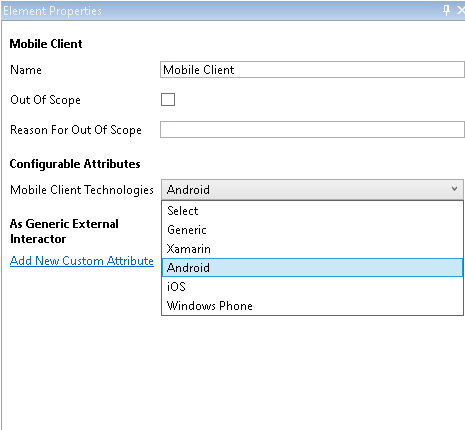 Element Properties
Mobile Client
Name
Mobile Client
Out Of Scope
Reason For Out Of Scope
Configurable Attributes
Mobile Client Technologies
Android
Select
Generic
Xamarin
Android
iOS
Windows Phone
As Generic External
Interactor
Add New Custom Attribute